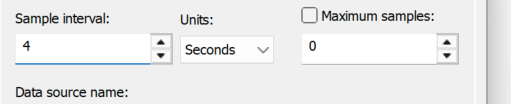 Sample interval: Units: Maximum samples:
4 Seconds 0
Data source name: